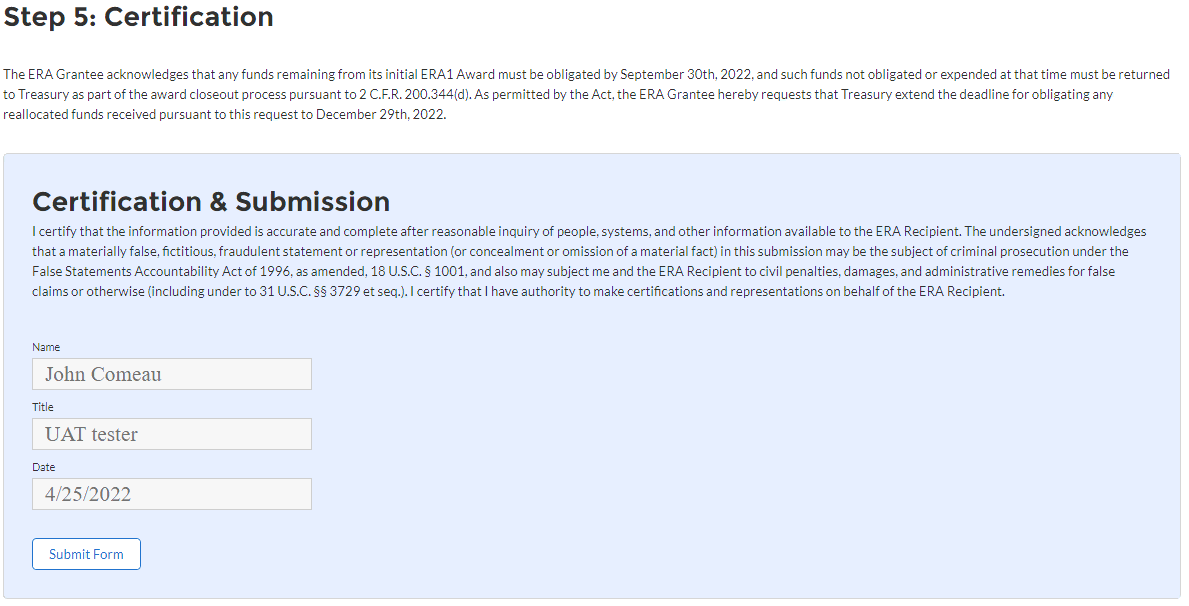 Step 5: Certification
The ERA Grantee acknowledges that any funds remaining from its initial ERA1 Award must be obligated by September 30th, 2022, and such funds not obligated or expended at that time must be returned
to Treasury as part of the award closeout process pursuant to 2 C.F.R. 200.344(d). As permitted by the Act, the ERA Grantee hereby requests that Treasury extend the deadline for obligating any
reallocated funds received pursuant to this request to December 29th, 2022.
Certification & Submission
I certify that the information provided is accurate and complete after reasonable inquiry of people, systems, and other information available to the ERA Recipient. The undersigned acknowledges
that a materially false, fictitious, fraudulent statement or representation (or concealment or omission of a material fact) in this submission may be the subject of criminal prosecution under the
False Statements Accountability Act of 1996, as amended, 18 U.S.C. § 1001, and also may subject me and the ERA Recipient to civil penalties, damages, and administrative remedies for false
claims or otherwise (including under to 31 U.S.C. §§ 3729 et seq.). I certify that I have authority to make certifications and representations on behalf of the ERA Recipient.
Name
John Comeau
Title
UAT tester
Date
4/25/2022
Submit Form